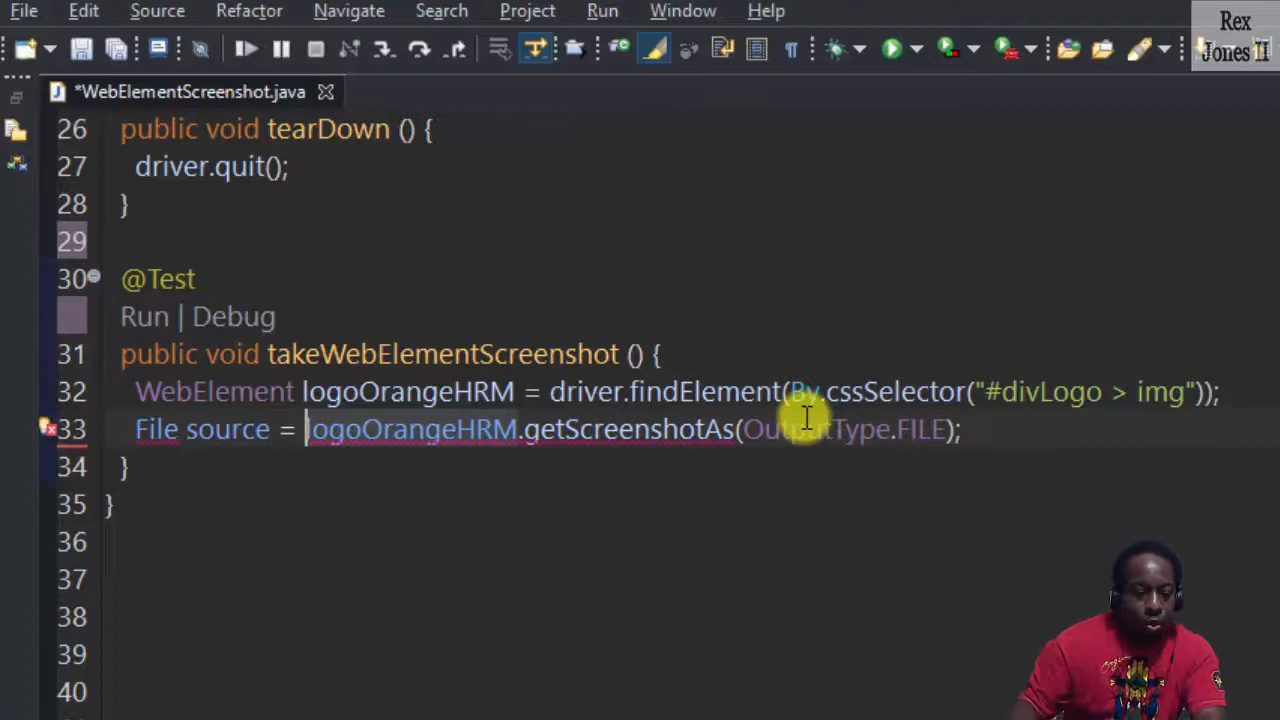 File Edit Source Refactor Navigate Search Project Run Window Help
Rex
Jones II
*WebElementScreenshot.java
26 public void tearDown () {
27 driver.quit();
28 }
29
30 @Test
Run | Debug
31 public void takeWebElementScreenshot () {
32 WebElement logoOrangeHRM = driver.findElement(By.cssSelector("#divLogo > img"));
33 File source = logoOrangeHRM.getScreenshotAs(OutputType.FILE);
34 }
35 }
36
37
38
39
40